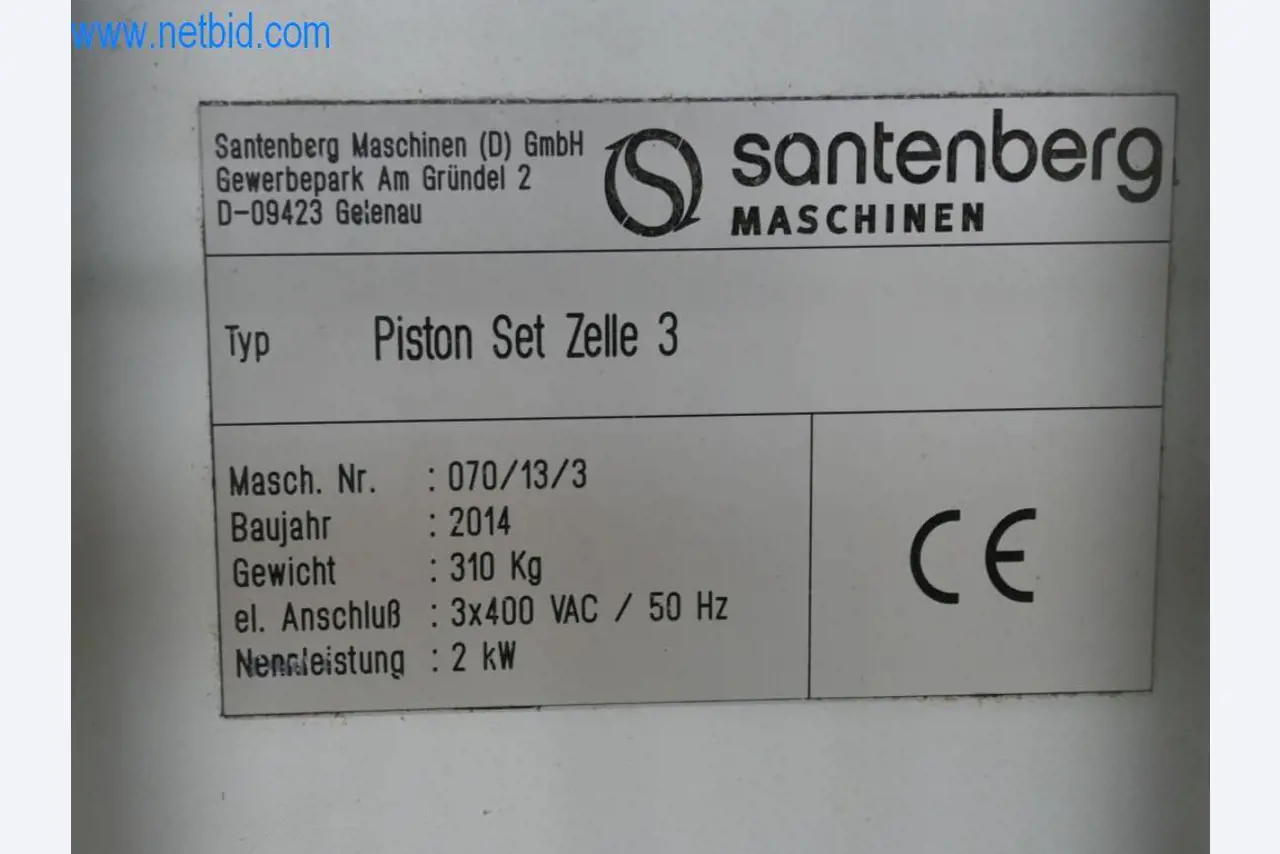 www.netbid.com
Santenberg Maschinen (D) GmbH
Gewerbepark Am Gründel 2
D-09423 Gelenau
santenberg
MASCHINEN
Typ Piston Set Zelle 3
Masch. Nr. : 070/13/3
Baujahr : 2014
Gewicht : 310 Kg
el. Anschluß : 3x400 VAC / 50 Hz
Nennleistung : 2 kW
CE